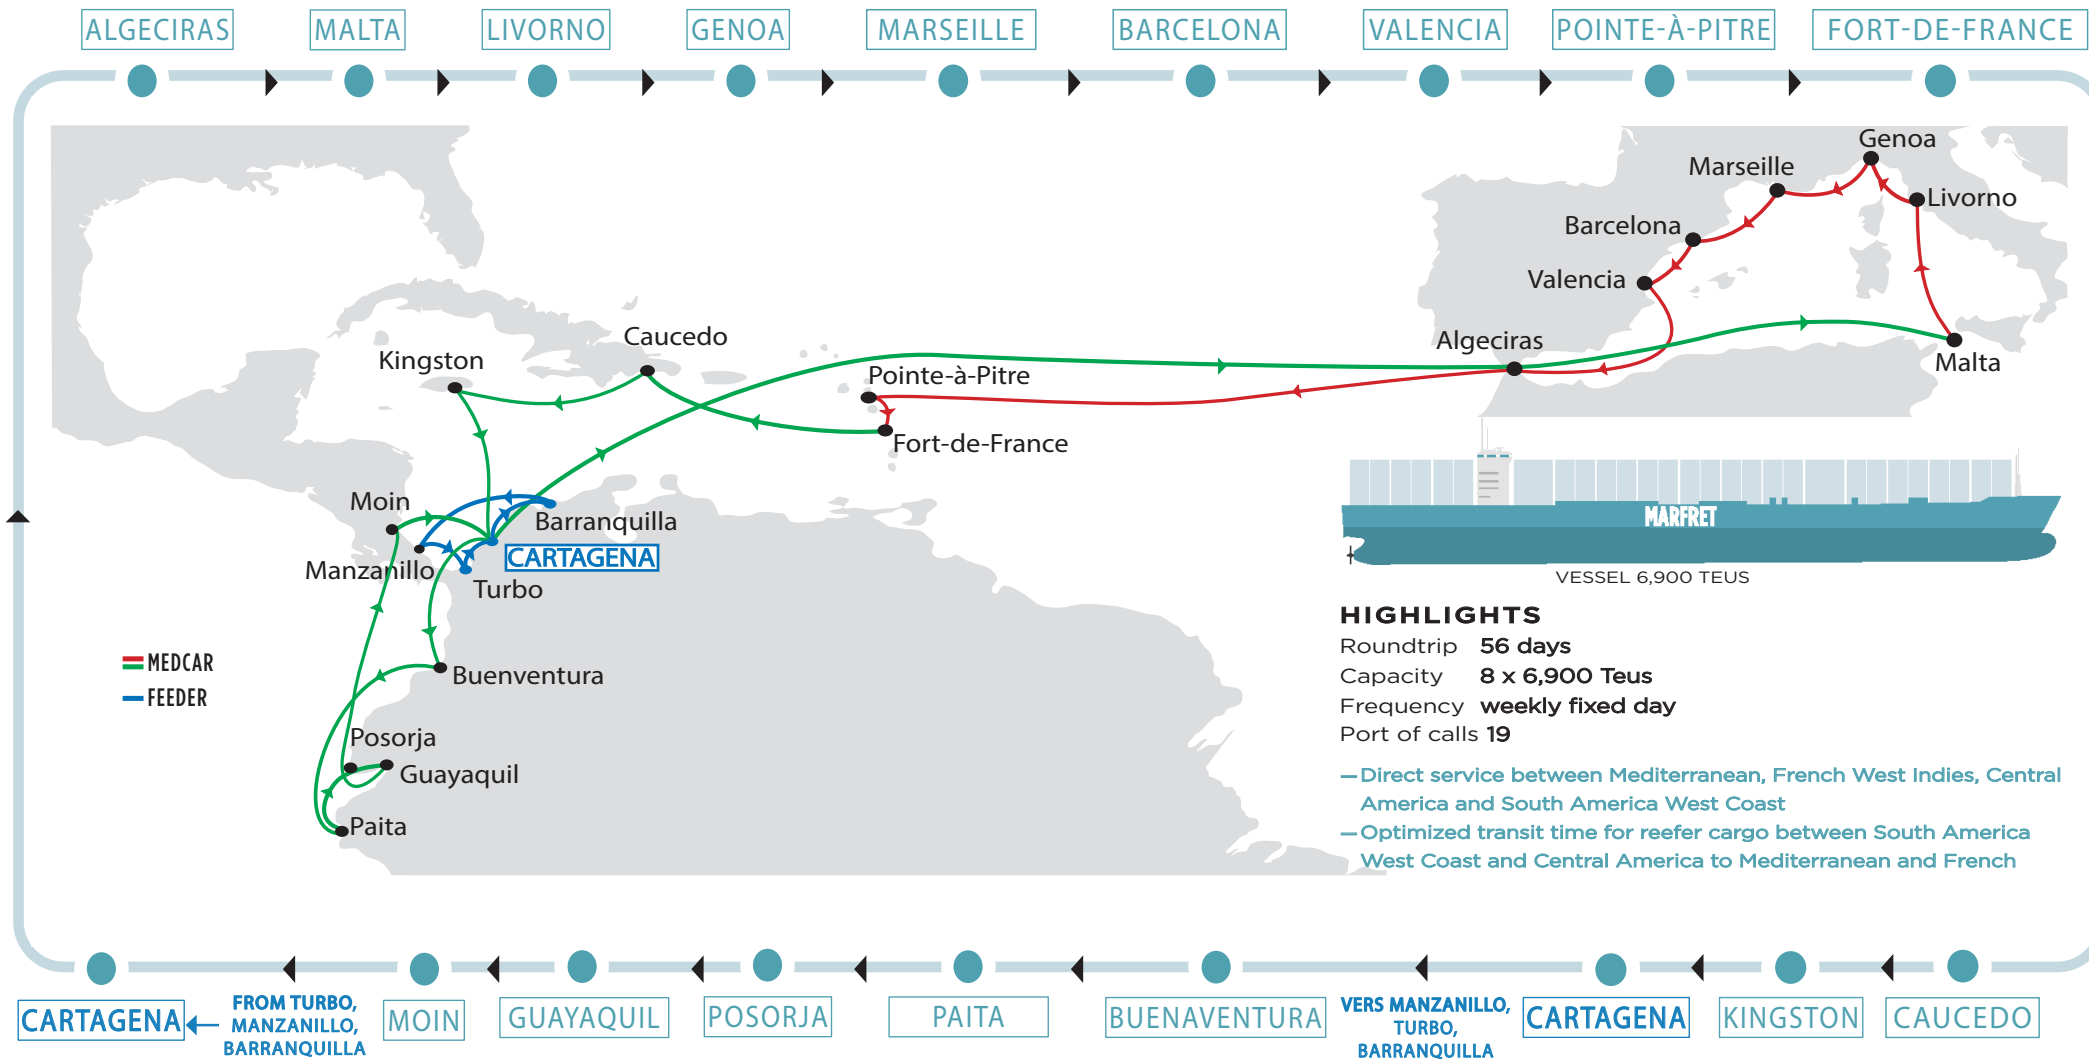 ALGECIRAS
MALTA
LIVORNO
GENOA
MARSEILLE
BARCELONA
VALENCIA
POINTE-À-PITRE
FORT-DE-FRANCE
Genoa
Marseille
Livorno
Barcelona
Valencia
Algeciras
Malta
Caucedo
Kingston
Pointe-à-Pitre
Fort-de-France
Moin
Barranquilla
CARTAGENA
Manzanillo
Turbo
Buenventura
Posorja
Guayaquil
Paita
MEDCAR
FEEDER
MARFRET
VESSEL 6,900 TEUS
HIGHLIGHTS
Roundtrip 56 days
Capacity 8 x 6,900 Teus
Frequency weekly fixed day
Port of calls 19
— Direct service between Mediterranean, French West Indies, Central
America and South America West Coast
— Optimized transit time for reefer cargo between South America
West Coast and Central America to Mediterranean and French
CARTAGENA
FROM TURBO,
MANZANILLO,
BARRANQUILLA
MOIN
GUAYAQUIL
POSORJA
PAITA
BUENAVENTURA
VERS MANZANILLO,
TURBO,
BARRANQUILLA
CARTAGENA
KINGSTON
CAUCEDO